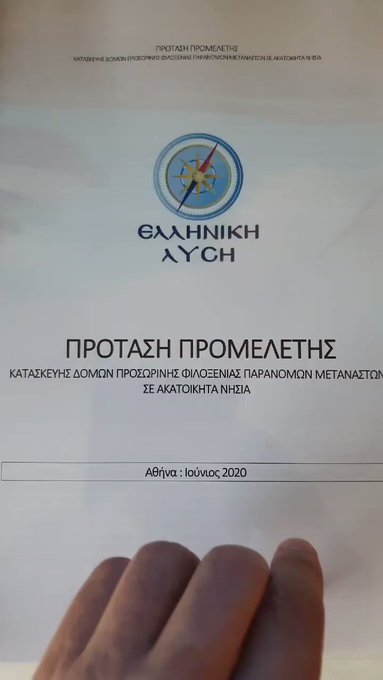 ΠΡΟΤΑΣΗ ΠΡΟΜΕΛΕΤΗΣ
ΚΑΤΑΣΚΕΥΗΣ ΔΟΜΩΝ ΠΡΟΣΩΡΙΝΗΣ ΦΙΛΟΞΕΝΙΑΣ ΠΑΡΑΝΟΜΩΝ ΜΕΤΑΝΑΣΤΩΝ ΣΕ ΑΚΑΤΟΙΚΗΤΑ ΝΗΣΙΑ
ΕΛΛΗΝΙΚΗ
ΛΥΣΗ
ΠΡΟΤΑΣΗ ΠΡΟΜΕΛΕΤΗΣ
ΚΑΤΑΣΚΕΥΗΣ ΔΟΜΩΝ ΠΡΟΣΩΡΙΝΗΣ ΦΙΛΟΞΕΝΙΑΣ ΠΑΡΑΝΟΜΩΝ ΜΕΤΑΝΑΣΤΩΝ
ΣΕ ΑΚΑΤΟΙΚΗΤΑ ΝΗΣΙΑ
Αθήνα : Ιούνιος 2020